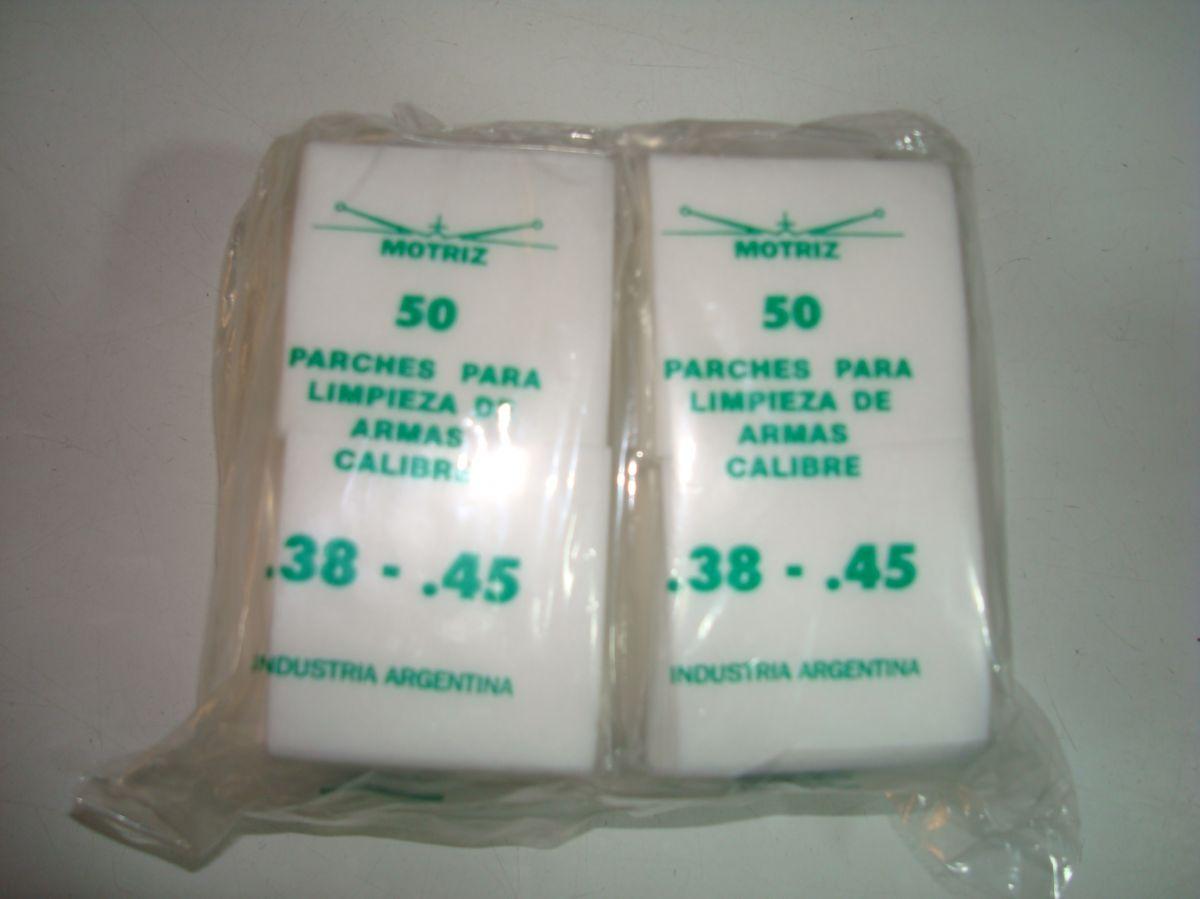 MOTRIZ
50
PARCHES PARA
LIMPIEZA DE
ARMAS
CALIBRE
.38 - .45
INDUSTRIA ARGENTINA
MOTRIZ
50
PARCHES PARA
LIMPIEZA DE
ARMAS
CALIBRE
.38 - .45
INDUSTRIA ARGENTINA